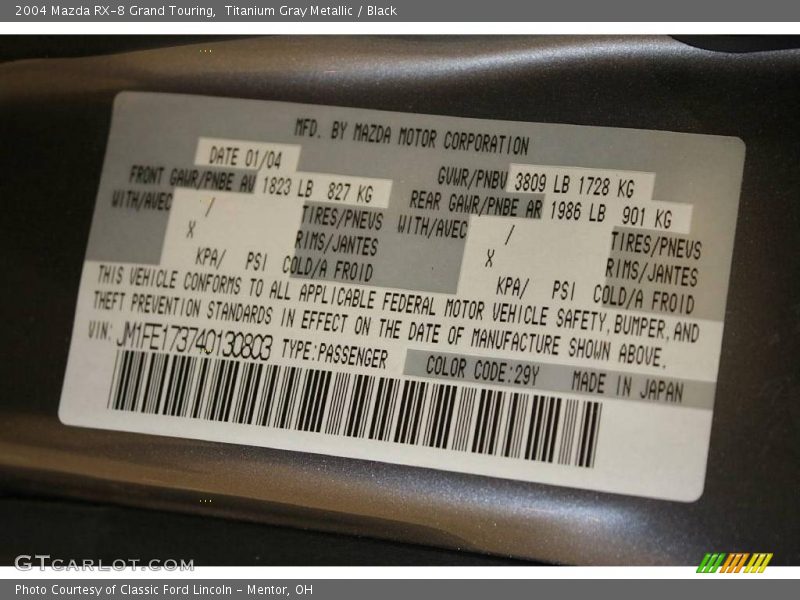 2004 Mazda RX-8 Grand Touring, Titanium Gray Metallic / Black
MFD. BY MAZDA MOTOR CORPORATION
DATE 01/04
GVWR/PNBV 3809 LB 1728 KG
FRONT GAWR/PNBE AV 1823 LB 827 KG
REAR GAWR/PNBE AR 1986 LB 901 KG
WITH/AVEC / TIRES/PNEUS
WITH/AVEC / TIRES/PNEUS
X RIMS/JANTES
X RIMS/JANTES
KPA/ PSI COLD/A FROID
KPA/ PSI COLD/A FROID
THIS VEHICLE CONFORMS TO ALL APPLICABLE FEDERAL MOTOR VEHICLE SAFETY, BUMPER, AND
THEFT PREVENTION STANDARDS IN EFFECT ON THE DATE OF MANUFACTURE SHOWN ABOVE.
VIN: JM1FE173740130803 TYPE:PASSENGER
COLOR CODE:29Y MADE IN JAPAN
GTCARLOT.COM
Photo Courtesy of Classic Ford Lincoln - Mentor, OH